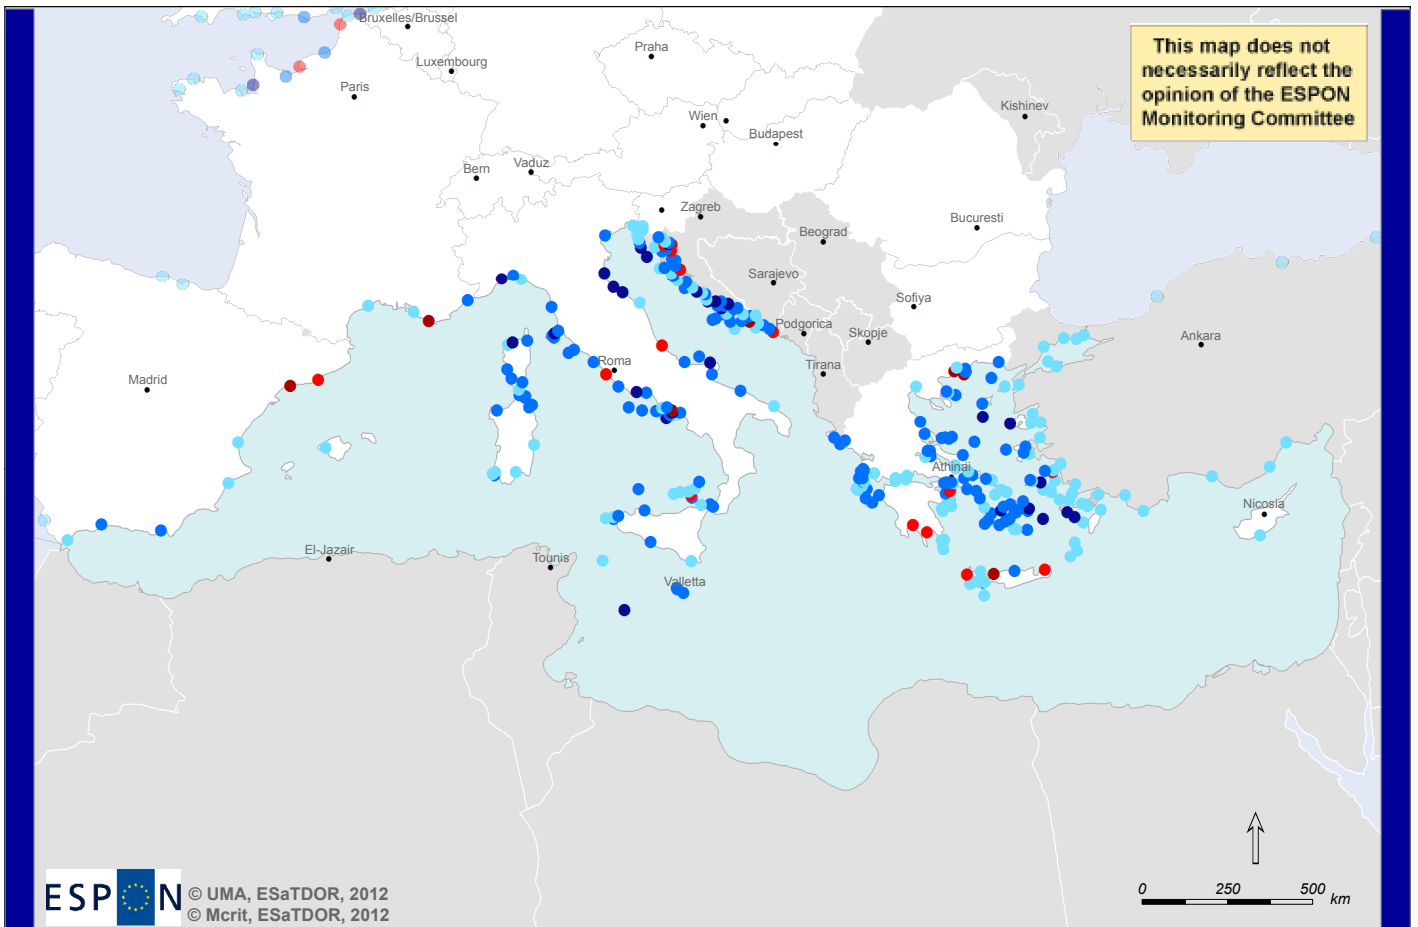 Bruxelles/Brussel
This map does not
necessarily reflect the
opinion of the ESPON
Monitoring Committee
Praha
Luxembourg
Paris
Kishinev
Wien
Budapest
Vaduz
Bern
Zagreb
Bucuresti
Beograd
Sarajevo
Sofiya
Podgorica
Skopje
Ankara
Roma
Tirana
Madrid
Athinai
Nicosia
El-Jazair
Tounis
Valletta
ESPON
© UMA, ESaTDOR, 2012
© Mcrit, ESaTDOR, 2012
0 250 500 km